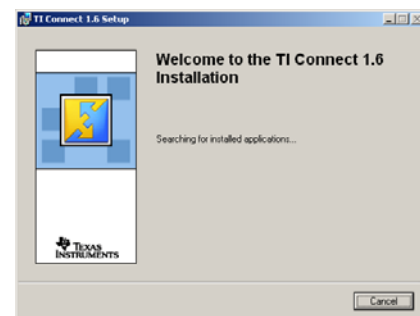 TI Connect 1.6 Setup
Welcome to the TI Connect 1.6
Installation
Searching for installed applications...
TEXAS
INSTRUMENTS
Cancel